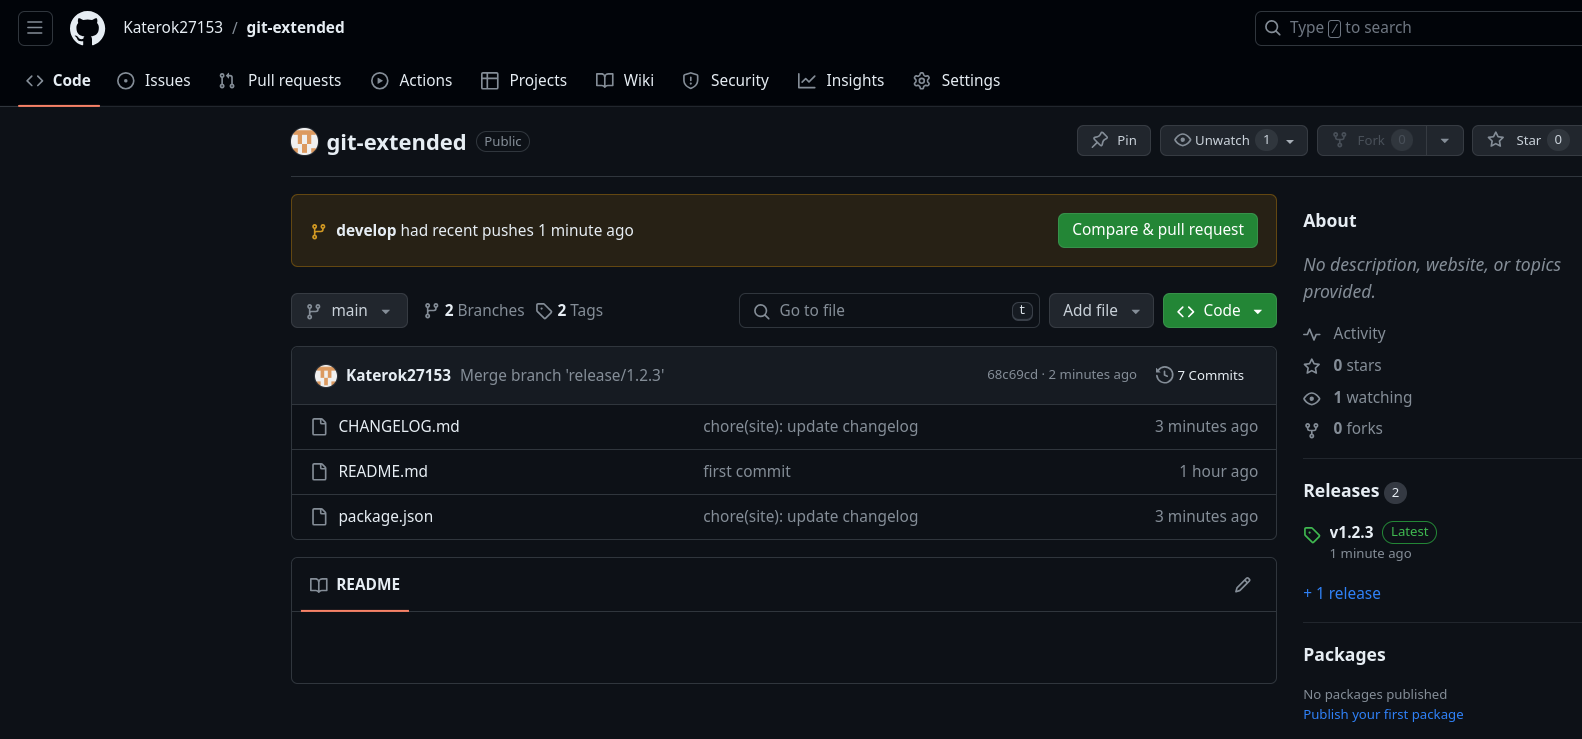 Katerok27153 / git-extended
Type / to search
Code Issues Pull requests Actions Projects Wiki Security Insights Settings
git-extended Public
Pin Unwatch 1 Fork 0 Star 0
develop had recent pushes 1 minute ago
Compare & pull request
main 2 Branches 2 Tags
Go to file t
Add file
Code
Katerok27153 Merge branch 'release/1.2.3' 68c69cd · 2 minutes ago 7 Commits
CHANGELOG.md chore(site): update changelog 3 minutes ago
README.md first commit 1 hour ago
package.json chore(site): update changelog 3 minutes ago
README
About
No description, website, or topics
provided.
Activity
0 stars
1 watching
0 forks
Releases 2
v1.2.3 Latest
1 minute ago
+ 1 release
Packages
No packages published
Publish your first package